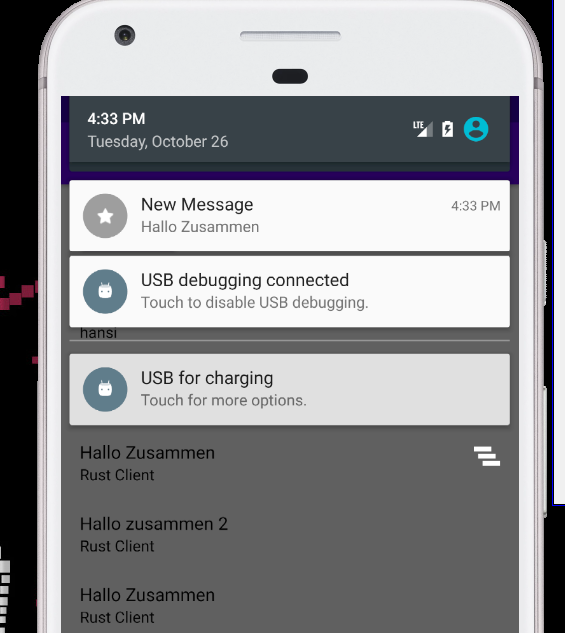 4:33 PM
Tuesday, October 26
LTE
New Message
4:33 PM
Hallo Zusammen
USB debugging connected
Touch to disable USB debugging.
hansi
USB for charging
Touch for more options.
Hallo Zusammen
Rust Client
Hallo zusammen 2
Rust Client
Hallo Zusammen
Rust Client